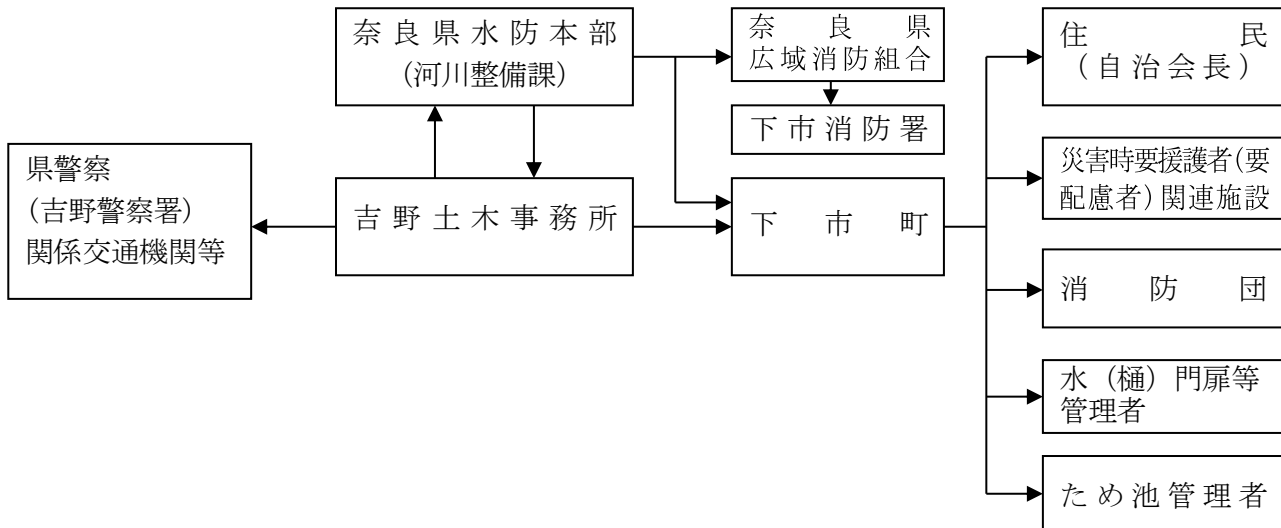 奈良県水防本部
(河川整備課)
奈良県
広域消防組合
下市消防署
住民
(自治会長)
県警察
(吉野警察署)
関係交通機関等
吉野土木事務所
下市町
災害時要援護者(要
配慮者)関連施設
消防団
水（樋）門扉等
管理者
ため池管理者